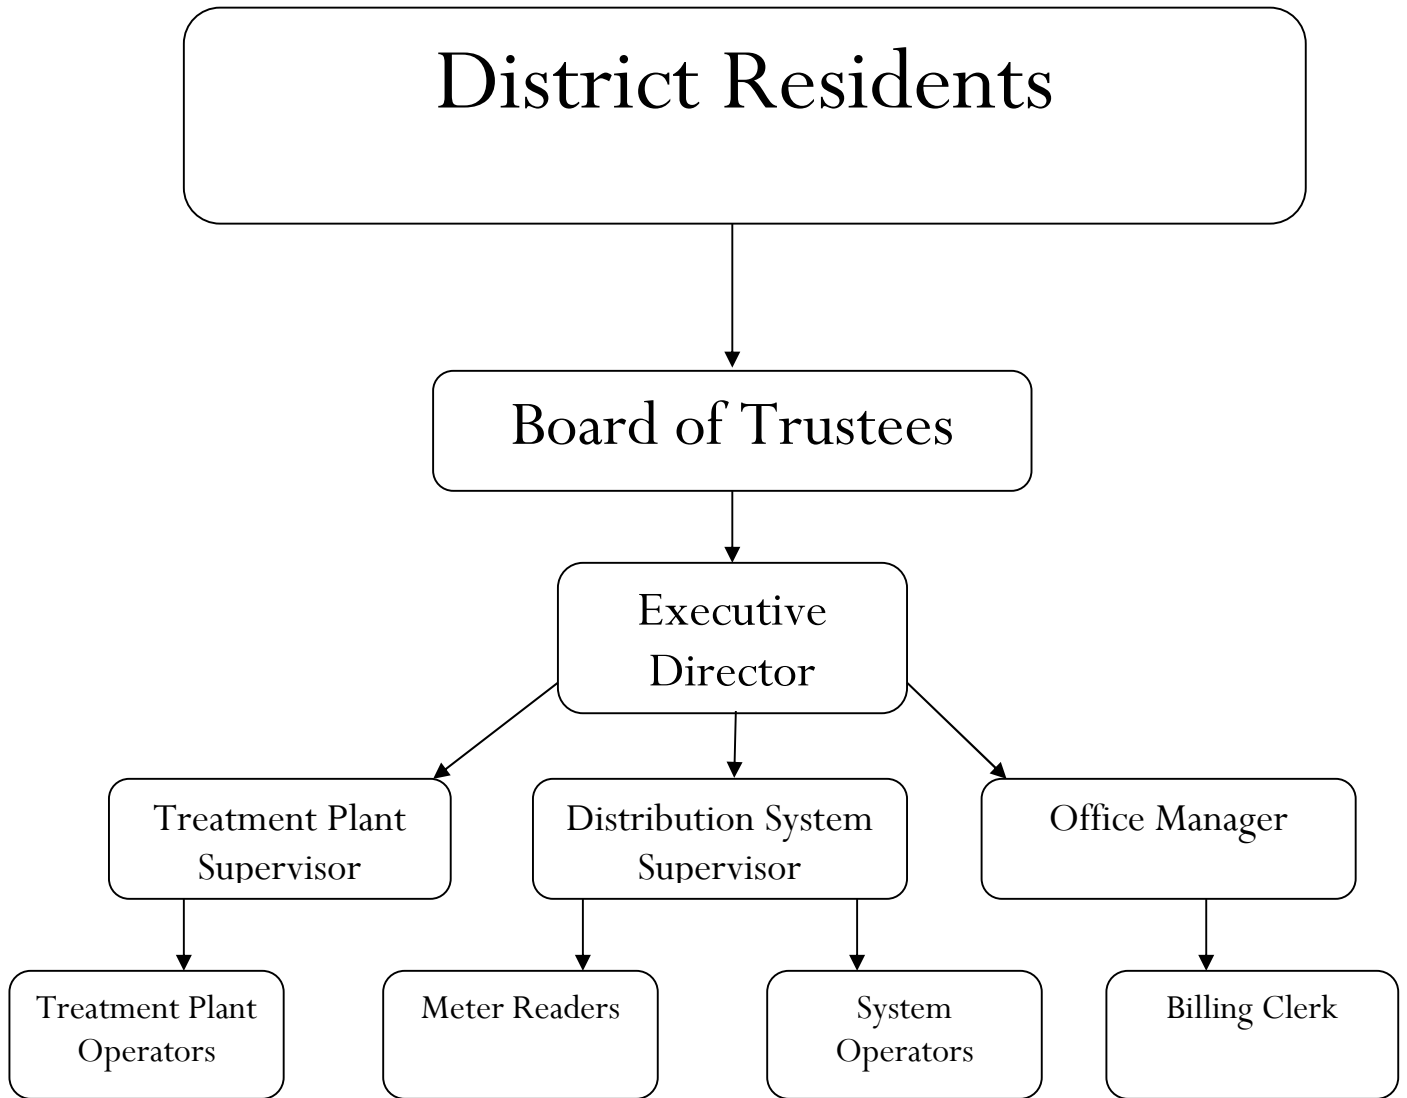 District Residents
Board of Trustees
Executive
Director
Treatment Plant
Supervisor
Distribution System
Supervisor
Office Manager
Treatment Plant
Operators
Meter Readers
System
Operators
Billing Clerk